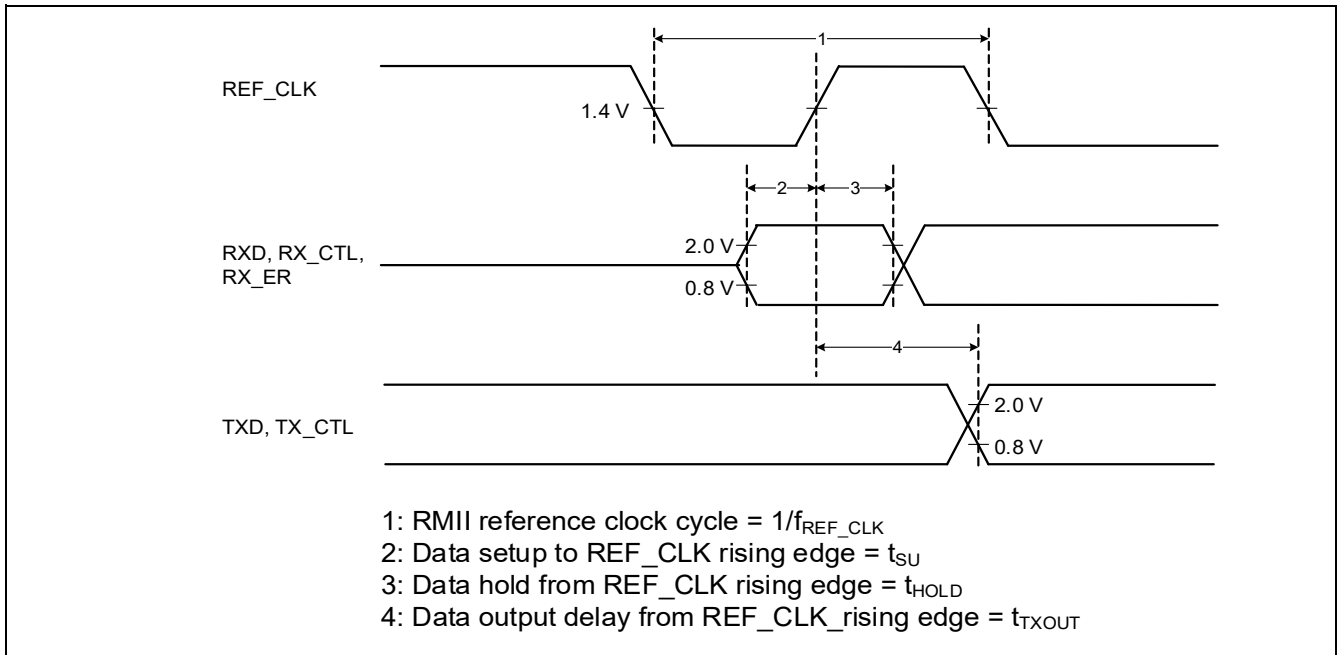 1
REF_CLK
1.4 V
2
3
RXD, RX_CTL,
RX_ER
2.0 V
0.8 V
4
TXD, TX_CTL
2.0 V
0.8 V
1: RMII reference clock cycle = 1/fREF_CLK
2: Data setup to REF_CLK rising edge = tSU
3: Data hold from REF_CLK rising edge = tHOLD
4: Data output delay from REF_CLK_rising edge = tTXOUT